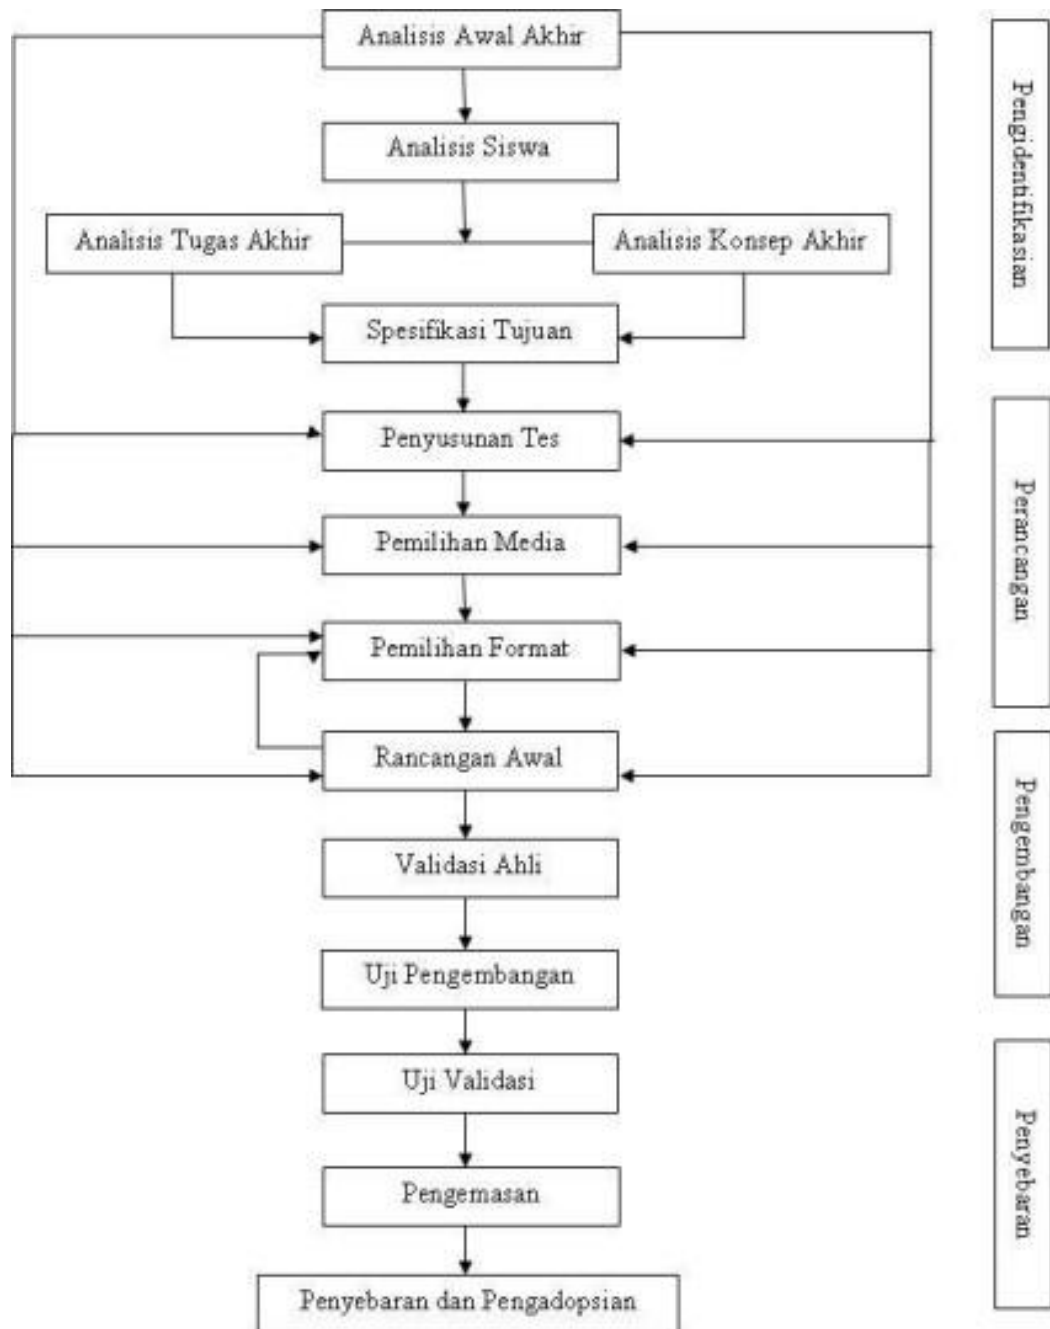 Analisis Awal Akhir
Analisis Siswa
Analisis Tugas Akhir
Analisis Konsep Akhir
Spesifikasi Tujuan
Penyusunan Tes
Pemilihan Media
Pemilihan Format
Rancangan Awal
Validasi Ahli
Uji Pengembangan
Uji Validasi
Pengemasan
Penyebaran dan Pengadopsian
Pengidentifikasian
Perancangan
Pengembangan
Penyebaran